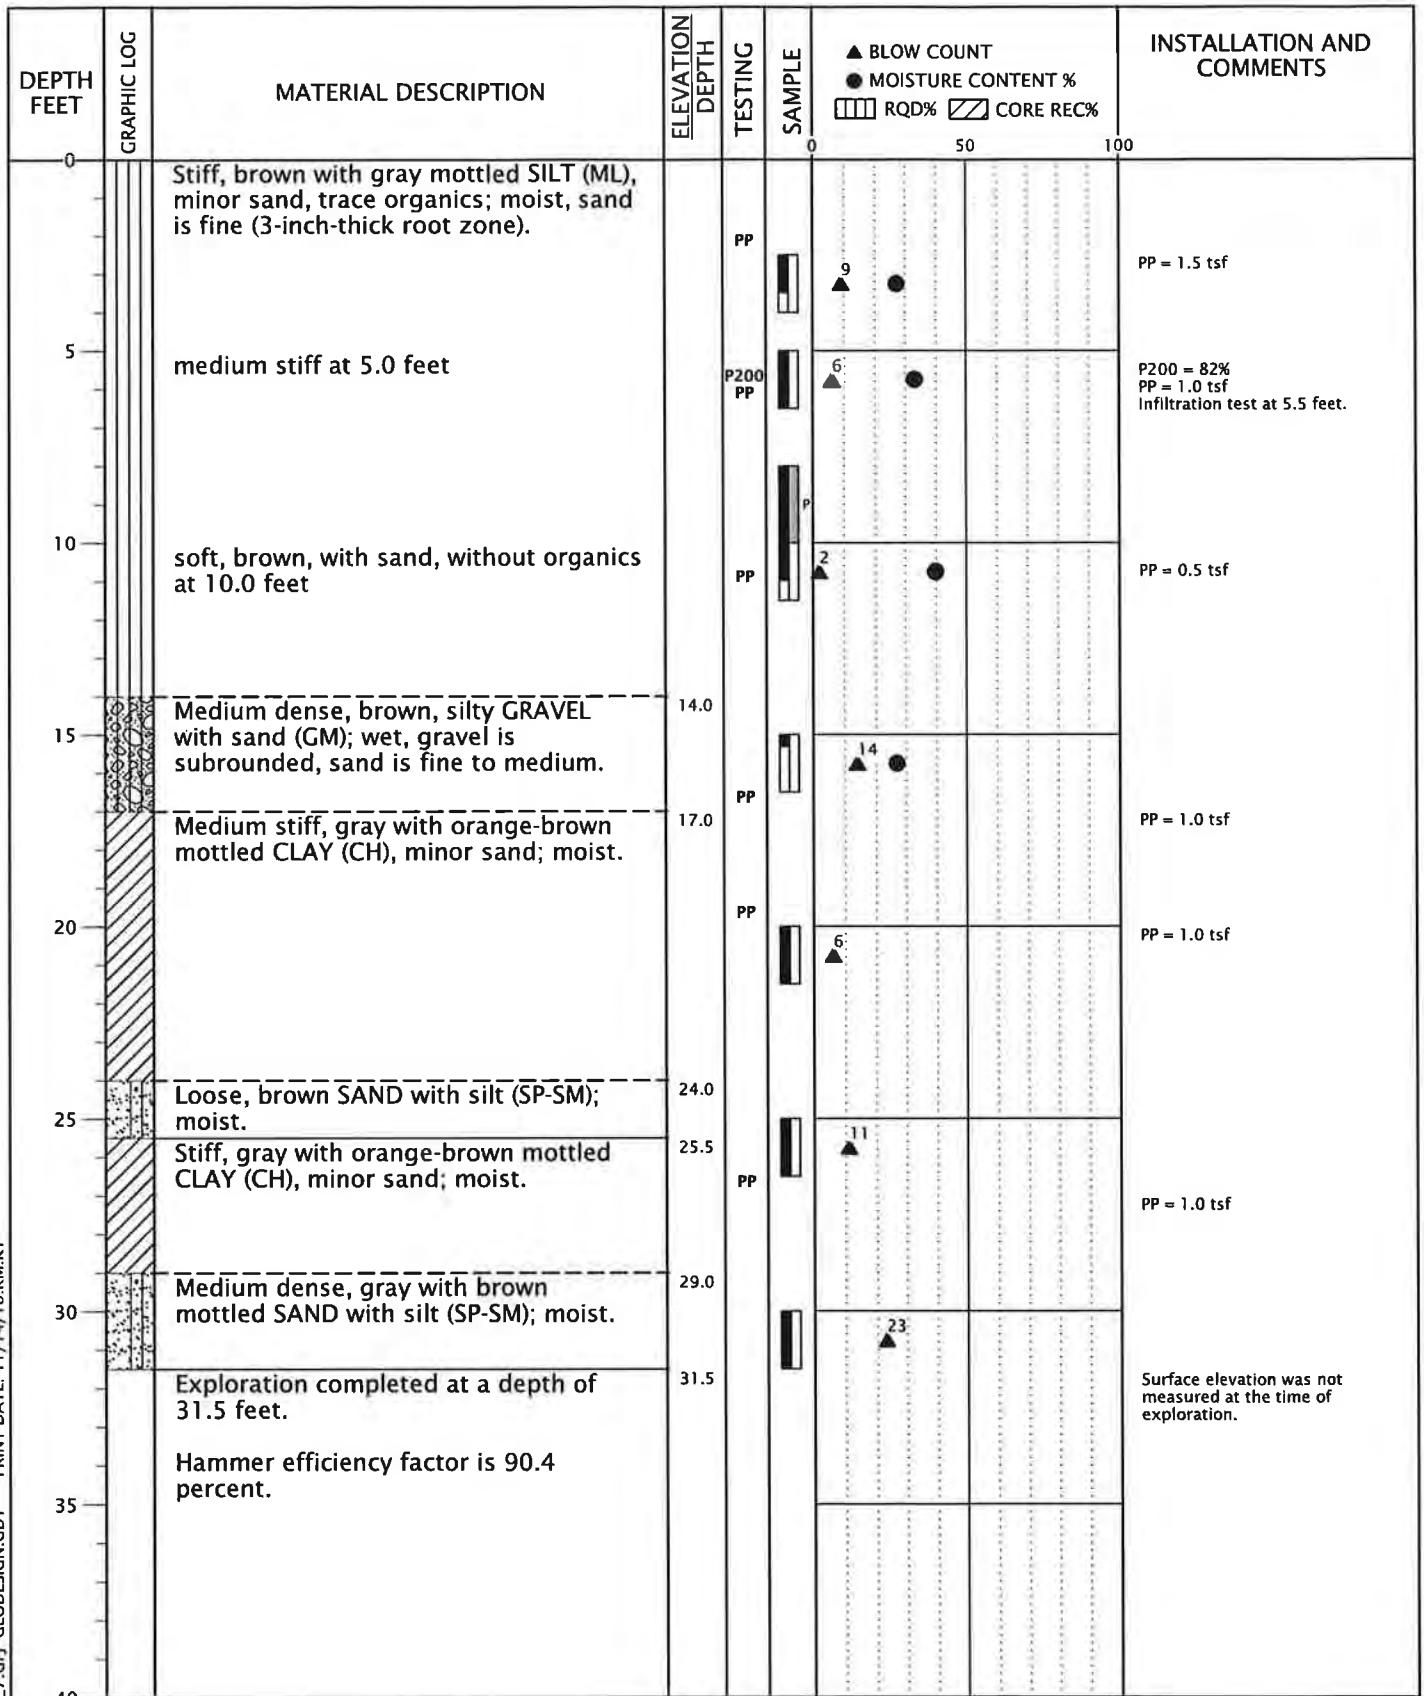 DEPTH
FEET
GRAPHIC LOG
MATERIAL DESCRIPTION
ELEVATION
DEPTH
TESTING
SAMPLE
▲ BLOW COUNT
● MOISTURE CONTENT %
RQD% CORE REC%
INSTALLATION AND
COMMENTS
0 50 100
0
Stiff, brown with gray mottled SILT (ML),
minor sand, trace organics; moist, sand
is fine (3-inch-thick root zone).
PP
PP = 1.5 tsf
9
5
medium stiff at 5.0 feet
P200
PP
6
P200 = 82%
PP = 1.0 tsf
Infiltration test at 5.5 feet.
P
10
soft, brown, with sand, without organics
at 10.0 feet
PP
2
PP = 0.5 tsf
14.0
Medium dense, brown, silty GRAVEL
with sand (GM); wet, gravel is
subrounded, sand is fine to medium.
15
14
PP
17.0
Medium stiff, gray with orange-brown
mottled CLAY (CH), minor sand; moist.
PP = 1.0 tsf
PP
20
6
PP = 1.0 tsf
24.0
Loose, brown SAND with silt (SP-SM);
moist.
25
11
25.5
Stiff, gray with orange-brown mottled
CLAY (CH), minor sand; moist.
PP
PP = 1.0 tsf
29.0
Medium dense, gray with brown
mottled SAND with silt (SP-SM); moist.
30
23
31.5
Exploration completed at a depth of
31.5 feet.
Surface elevation was not
measured at the time of
exploration.
Hammer efficiency factor is 90.4
percent.
35